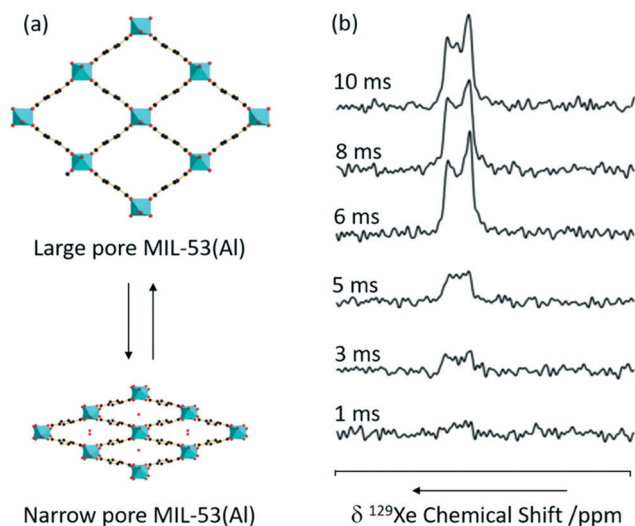 (a)
Large pore MIL-53(Al)
Narrow pore MIL-53(Al)
(b)
10 ms
8 ms
6 ms
5 ms
3 ms
1 ms
δ ¹²⁹Xe Chemical Shift /ppm